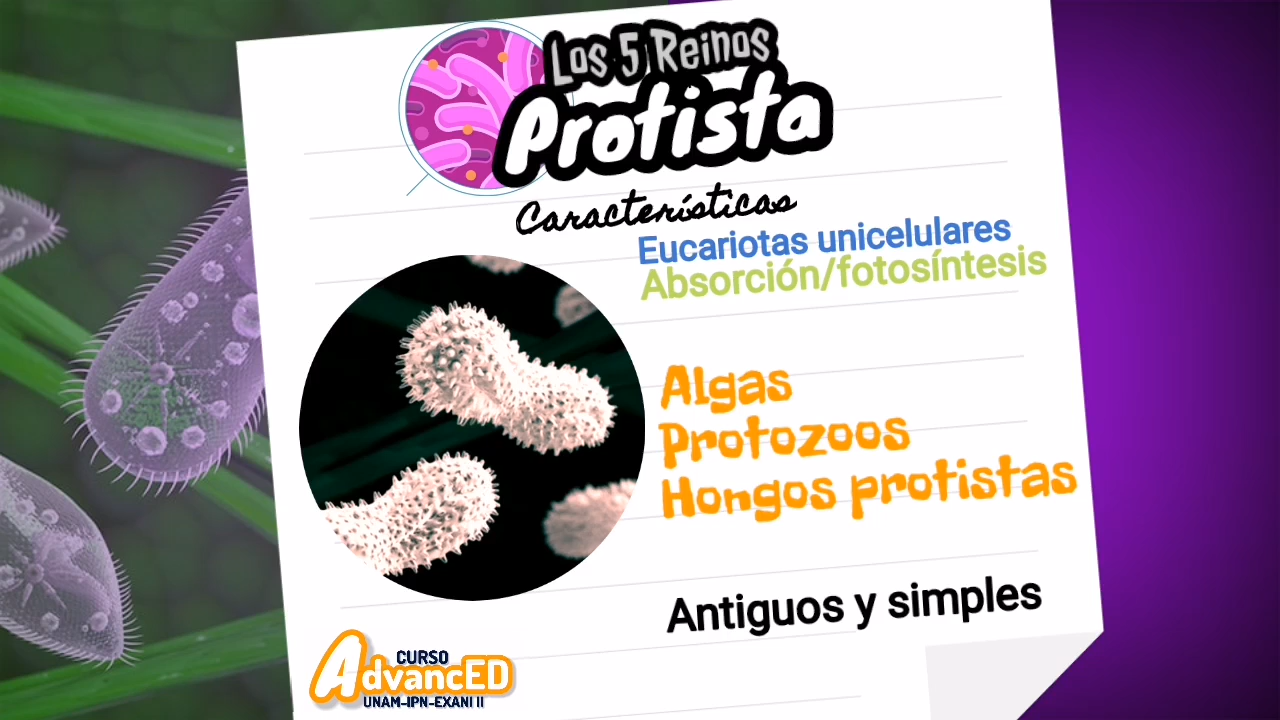 Los 5 Reinos
Protista
Características
Eucariotas unicelulares
Absorción/fotosíntesis
Algas
Protozoos
Hongos protistas
Antiguos y simples
CURSO
AdvancED
UNAM-IPN-EXANI II